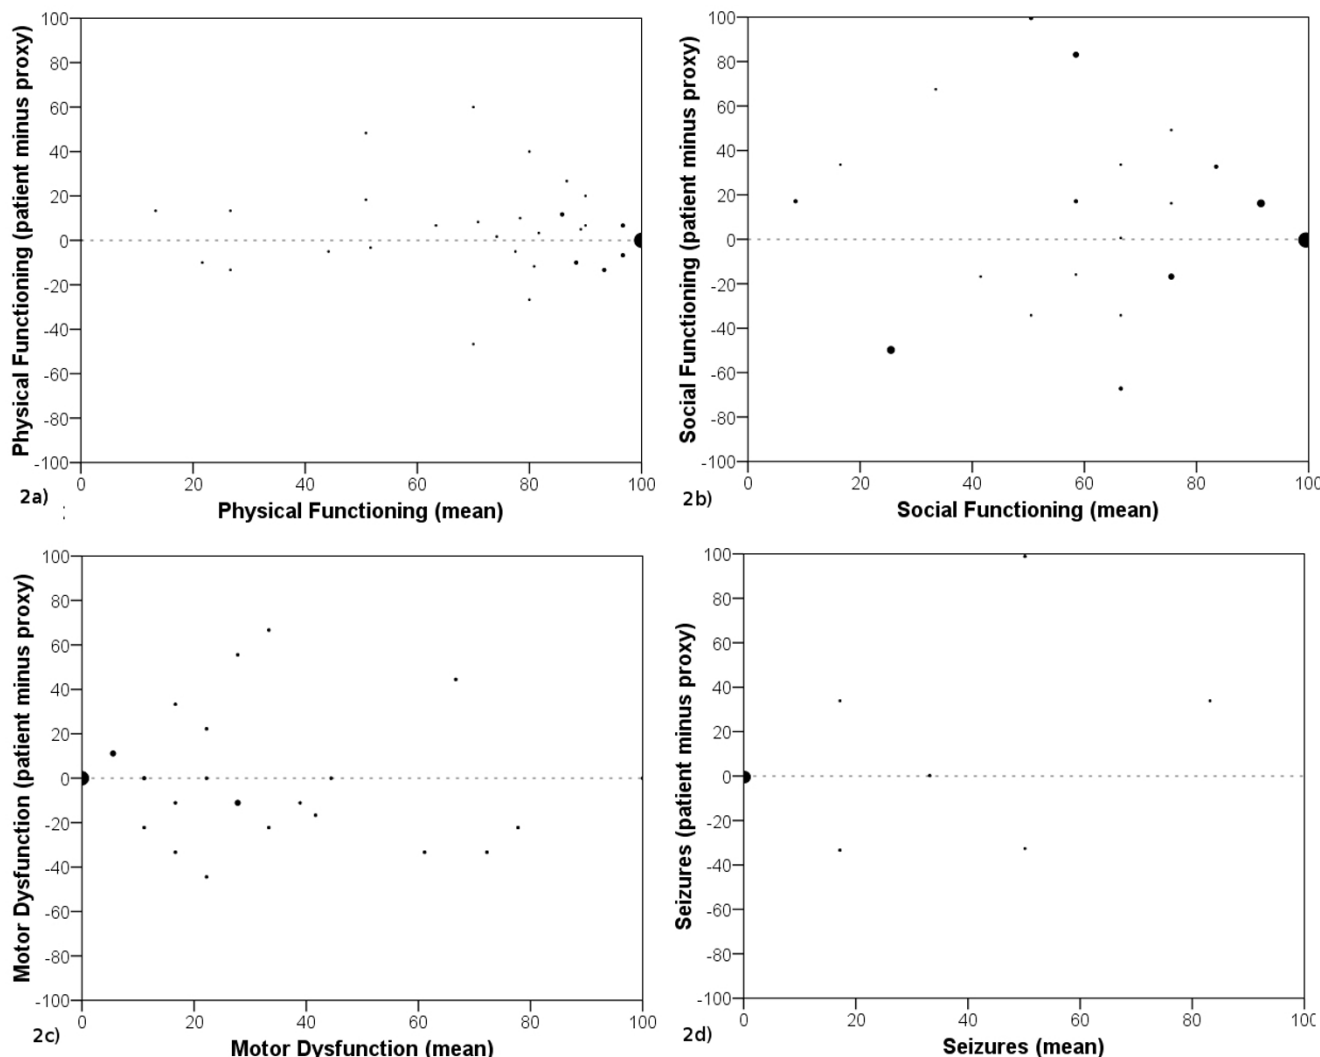 Physical Functioning (patient minus proxy)
100
80
60
40
20
0
-20
-40
-60
-80
-100
0 20 40 60 80 100
2a)
Physical Functioning (mean)
Social Functioning (patient minus proxy)
100
80
60
40
20
0
-20
-40
-60
-80
-100
0 20 40 60 80 100
2b)
Social Functioning (mean)
Motor Dysfunction (patient minus proxy)
100
80
60
40
20
0
-20
-40
-60
-80
-100
0 20 40 60 80 100
2c)
Motor Dysfunction (mean)
Seizures (patient minus proxy)
100
80
60
40
20
0
-20
-40
-60
-80
-100
0 20 40 60 80 100
2d)
Seizures (mean)